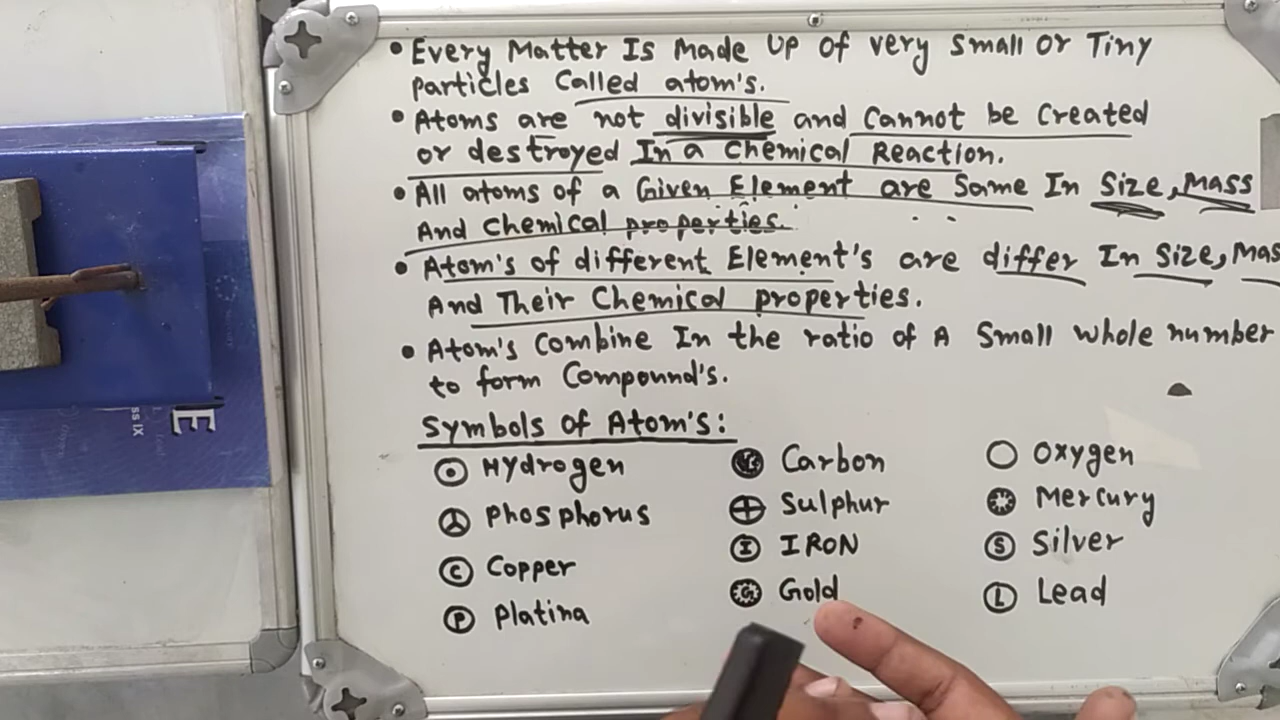 • Every Matter Is Made Up of very Small or Tiny
particles Called atom's.
• Atoms are not divisible and Cannot be Created
or destroyed In a Chemical Reaction.
• All atoms of a Given Element are Same In Size, Mass
And Chemical properties.
• Atom's of different Element's are differ In Size, Mas
And Their Chemical properties.
• Atom's Combine In the ratio of A Small whole number
to form Compound's.
Symbols of Atom's:
Hydrogen Carbon Oxygen
Phosphorus Sulphur Mercury
C Copper I IRON S Silver
P Platina G Gold L Lead
E
SS IX